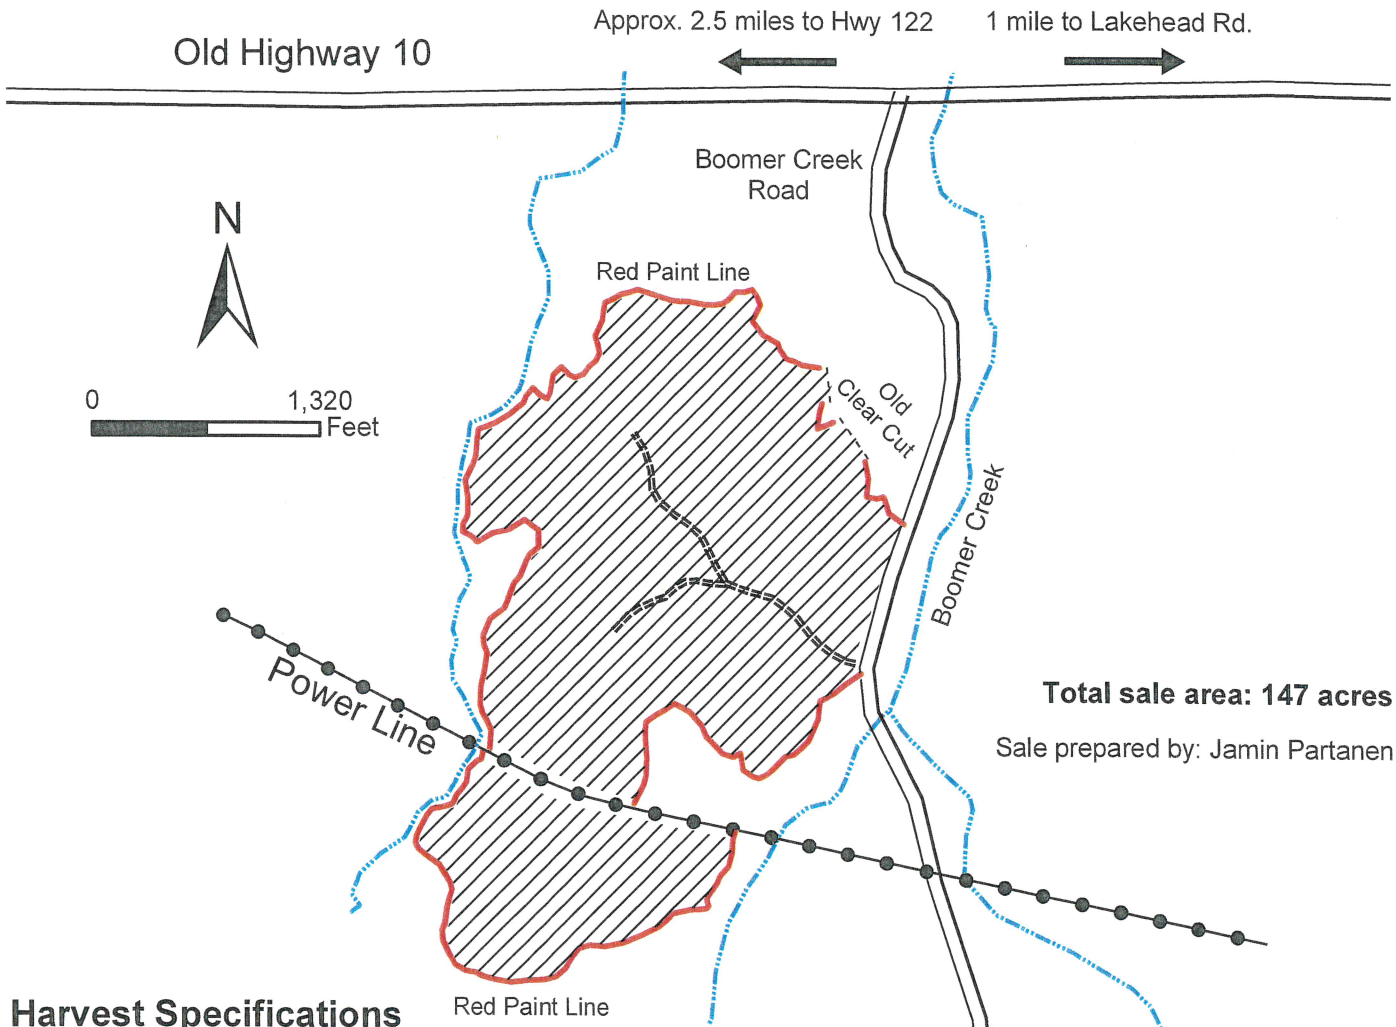 Approx. 2.5 miles to Hwy 122
1 mile to Lakehead Rd.
Old Highway 10
Boomer Creek
Road
N
Red Paint Line
0 1,320
Feet
Old
Clear Cut
Boomer Creek
Power Line
Total sale area: 147 acres
Sale prepared by: Jamin Partanen
Red Paint Line
Harvest Specifications